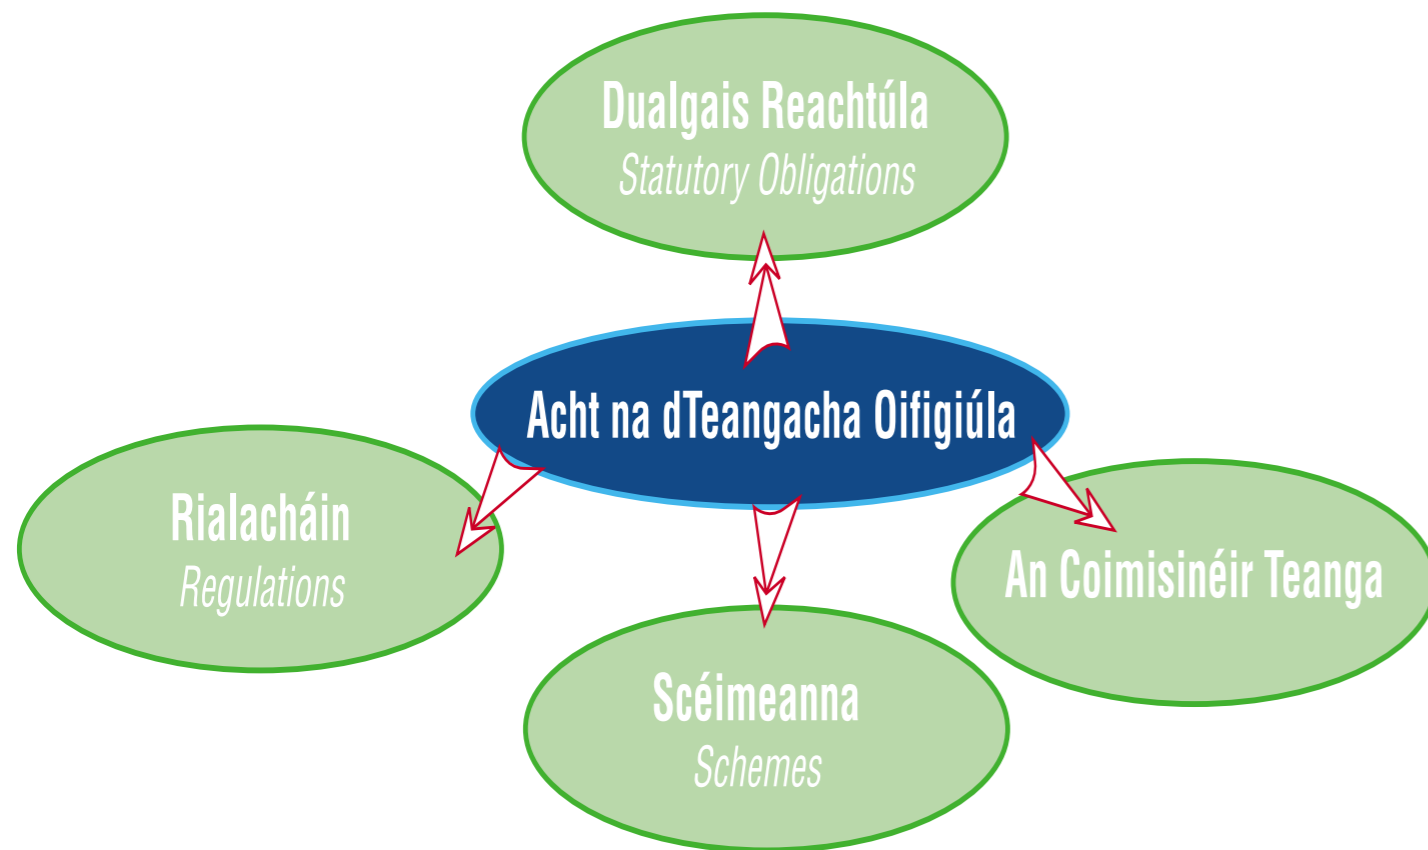 Dualgais Reachtúla
Statutory Obligations
Acht na dTeangacha Oifigiúla
Rialacháin
Regulations
An Coimisinéir Teanga
Scéimeanna
Schemes